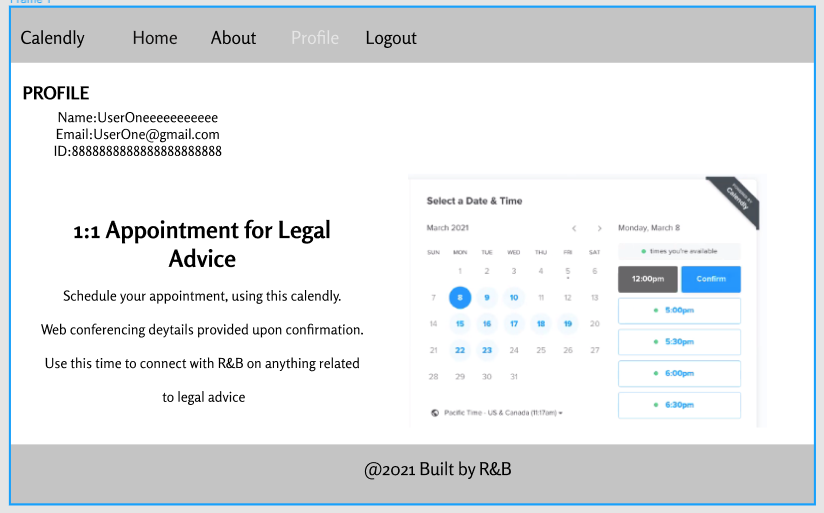 Frame 1
Calendly Home About Profile Logout
PROFILE
Name:UserOneeeeeeeeeee
Email:UserOne@gmail.com
ID:8888888888888888888888
1:1 Appointment for Legal
Advice
Schedule your appointment, using this calendly.
Web conferencing deytails provided upon confirmation.
Use this time to connect with R&B on anything related
to legal advice
Select a Date & Time
POWERED BY
Calendly
March 2021 < >
SUN MON TUE WED THU FRI SAT
1 2 3 4 5 6
7 8 9 10 11 12 13
14 15 16 17 18 19 20
21 22 23 24 25 26 27
28 29 30 31
Pacific Time - US & Canada (11:17am)
Monday, March 8
times you're available
12:00pm Confirm
5:00pm
5:30pm
6:00pm
6:30pm
@2021 Built by R&B